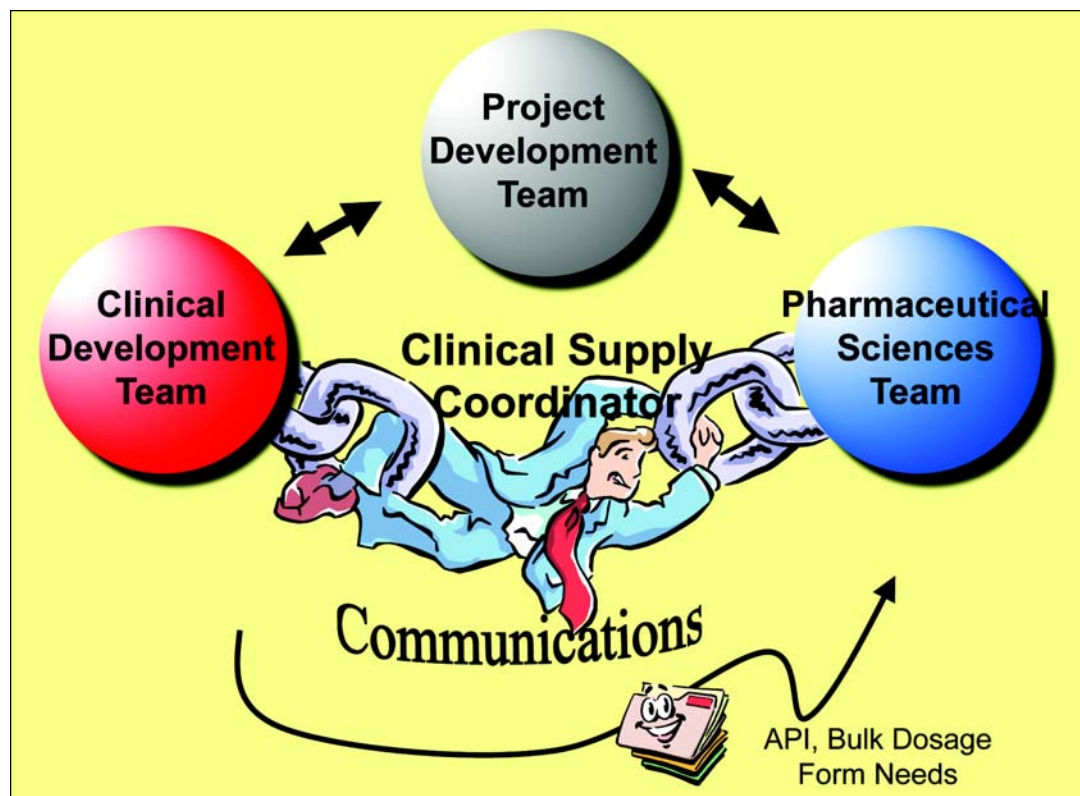 Project
Development
Team
Clinical
Development
Team
Pharmaceutical
Sciences
Team
Clinical Supply
Coordinator
Communications
API, Bulk Dosage
Form Needs